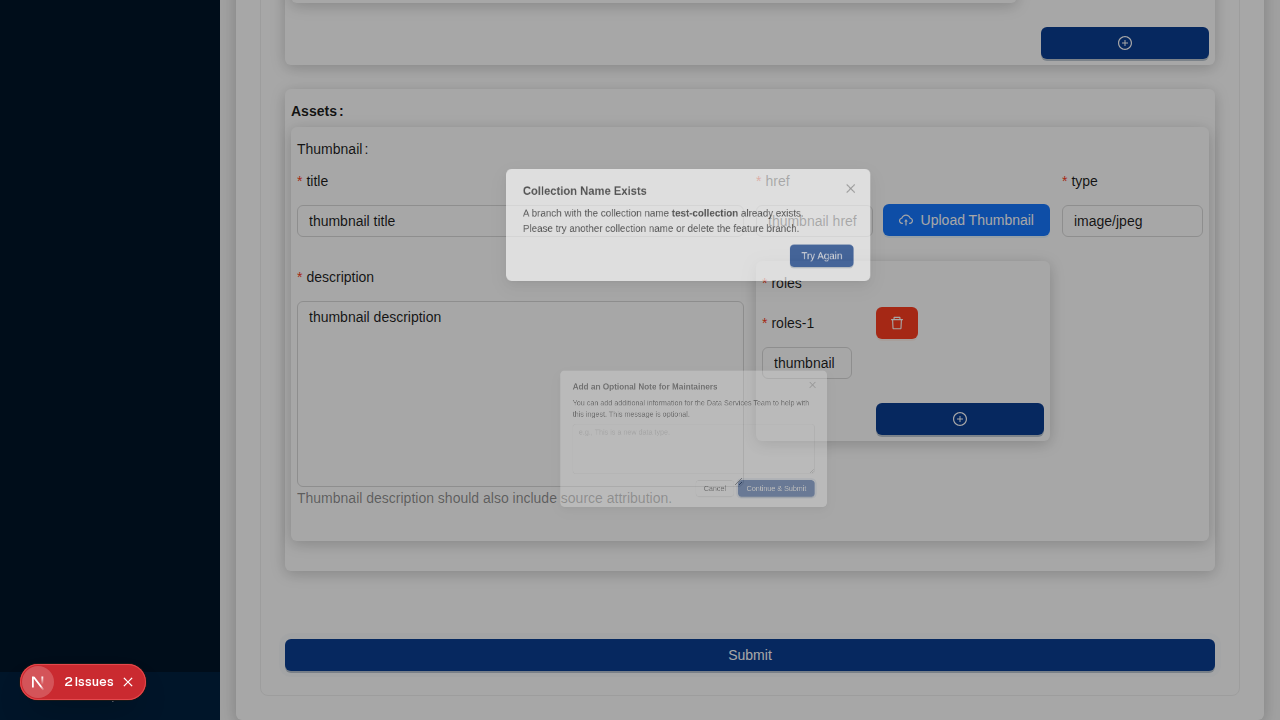 Assets:
Thumbnail:
* title
* href
* type
thumbnail title
thumbnail href
Upload Thumbnail
image/jpeg
Collection Name Exists
A branch with the collection name test-collection already exists.
Please try another collection name or delete the feature branch.
Try Again
* description
thumbnail description
* roles
* roles-1
thumbnail
Add an Optional Note for Maintainers
You can add additional information for the Data Services Team to help with
this ingest. This message is optional.
e.g., This is a new data type.
Cancel
Continue & Submit
Thumbnail description should also include source attribution.
Submit
N
2 Issues